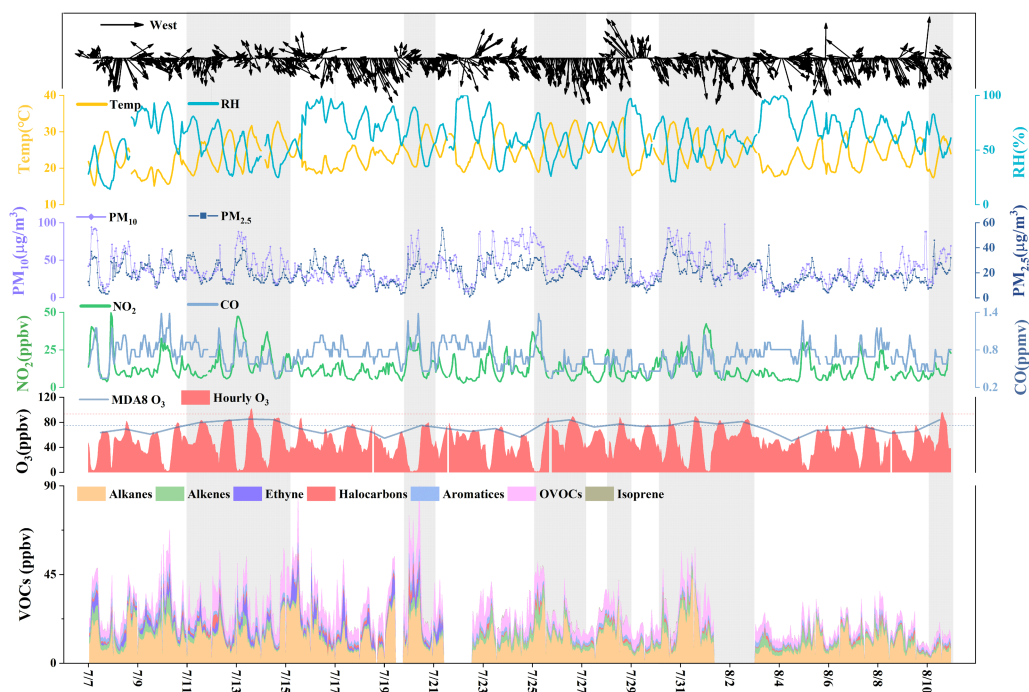 West
Temp
RH
Temp(℃)
40
30
20
10
RH(%)
100
50
0
PM10
PM2.5
PM10(μg/m3)
100
50
0
PM2.5(μg/m3)
60
40
20
0
NO2
CO
NO2(ppbv)
50
25
0
CO(ppmv)
1.4
0.8
0.2
MDA8 O3
Hourly O3
O3(ppbv)
120
80
40
0
Alkanes Alkenes Ethyne Halocarbons Aromatices OVOCs Isoprene
VOCs (ppbv)
90
45
0
7/7 7/9 7/11 7/13 7/15 7/17 7/19 7/21 7/23 7/25 7/27 7/29 7/31 8/2 8/4 8/6 8/8 8/10